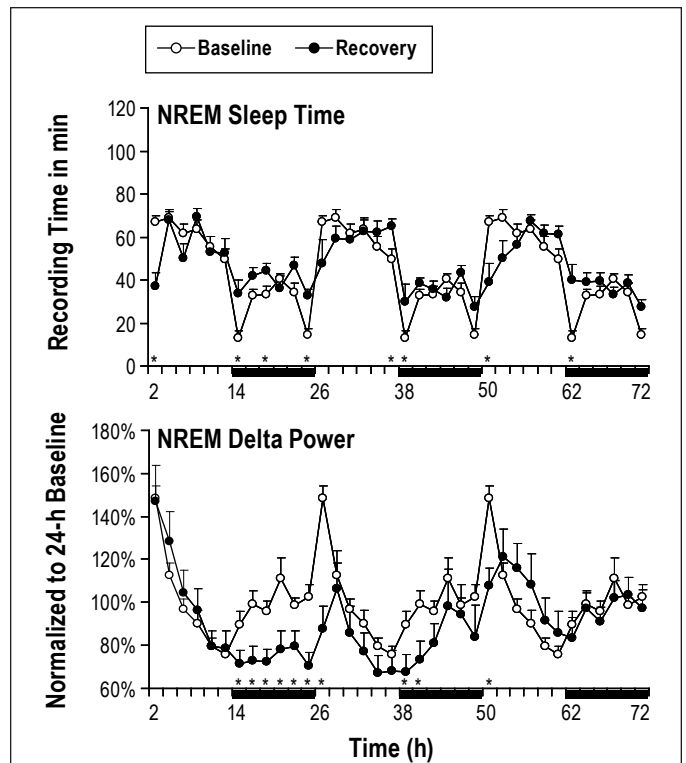 Baseline Recovery
NREM Sleep Time
Recording Time in min
120
100
80
60
40
20
0
* * * * * * * *
2 14 26 38 50 62 72
NREM Delta Power
Normalized to 24-h Baseline
180%
160%
140%
120%
100%
80%
60%
* * * * * * * * * *
2 14 26 38 50 62 72
Time (h)